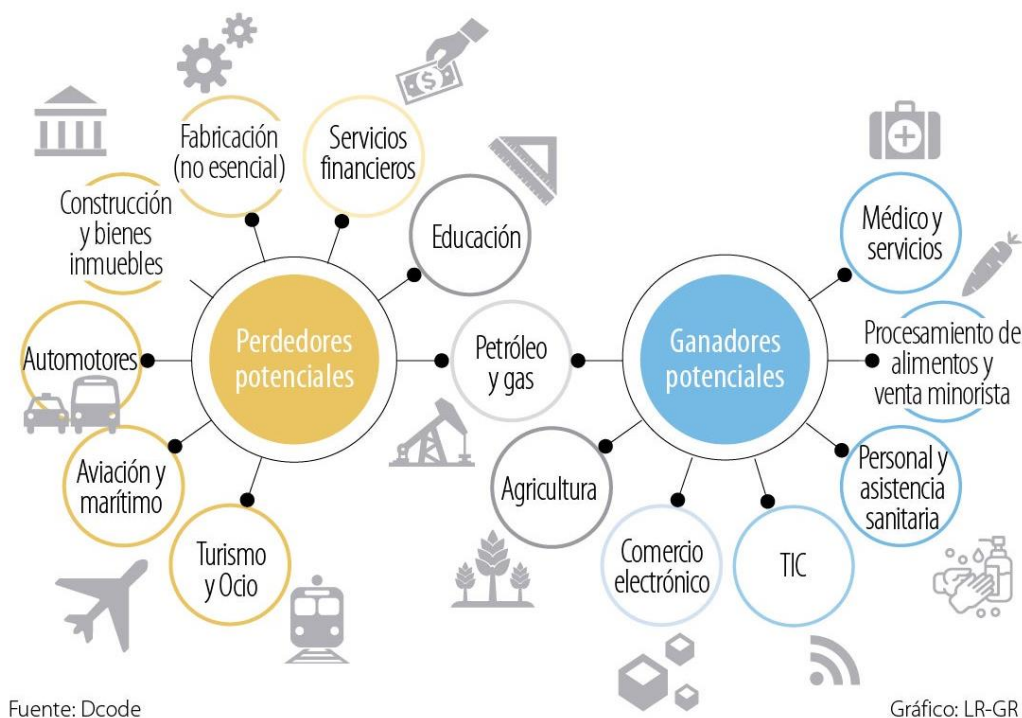 Fabricación
(no esencial)
Servicios
financieros
Construcción
y bienes
inmuebles
Educación
Automotores
Perdedores
potenciales
Petróleo
y gas
Aviación y
marítimo
Turismo
y Ocio
Ganadores
potenciales
Médico y
servicios
Procesamiento de
alimentos y
venta minorista
Personal y
asistencia
sanitaria
TIC
Comercio
electrónico
Agricultura
Fuente: Dcode
Gráfico: LR-GR